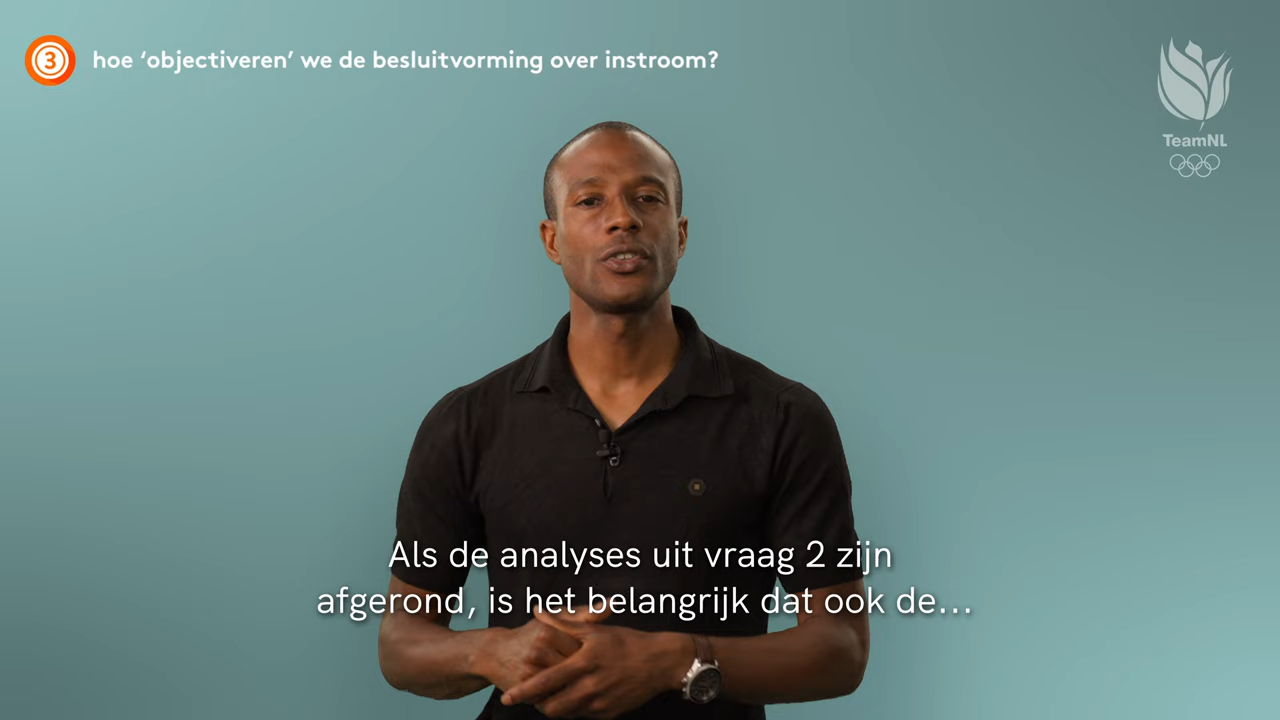 3 hoe ‘objectiveren’ we de besluitvorming over instroom?
TeamNL
Als de analyses uit vraag 2 zijn
afgerond, is het belangrijk dat ook de...